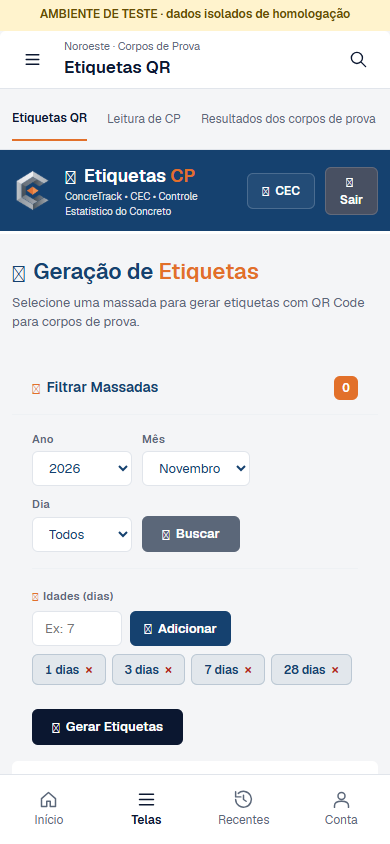 AMBIENTE DE TESTE · dados isolados de homologação
Noroeste · Corpos de Prova
Etiquetas QR
Etiquetas QR Leitura de CP Resultados dos corpos de prova
Etiquetas CP
ConcreTrack • CEC • Controle
Estatístico do Concreto
CEC
Sair
Geração de Etiquetas
Selecione uma massada para gerar etiquetas com QR Code
para corpos de prova.
Filtrar Massadas 0
Ano Mês
2026 Novembro
Dia
Todos Buscar
Idades (dias)
Ex: 7 Adicionar
1 dias × 3 dias × 7 dias × 28 dias ×
Gerar Etiquetas
Início Telas Recentes Conta